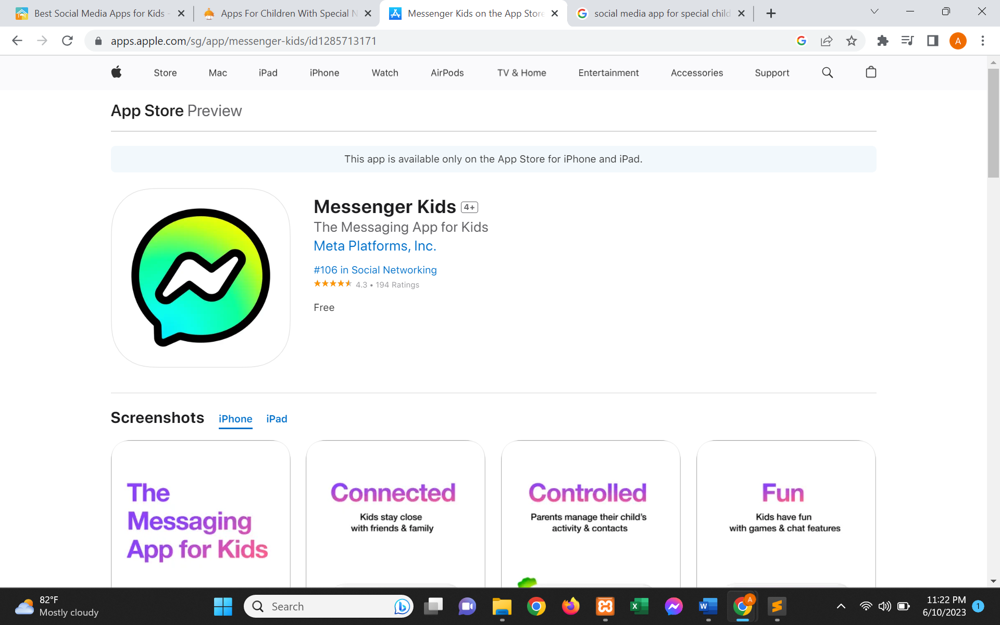 Best Social Media Apps for Kids -
Apps For Children With Special N
Messenger Kids on the App Store
social media app for special child
apps.apple.com/sg/app/messenger-kids/id1285713171
A
Store Mac iPad iPhone Watch AirPods TV & Home Entertainment Accessories Support
App Store Preview
This app is available only on the App Store for iPhone and iPad.
Messenger Kids 4+
The Messaging App for Kids
Meta Platforms, Inc.
#106 in Social Networking
4.3 • 194 Ratings
Free
Screenshots iPhone iPad
The
Messaging
App for Kids
Connected
Kids stay close
with friends & family
Controlled
Parents manage their child's
activity & contacts
Fun
Kids have fun
with games & chat features
82°F
Mostly cloudy
Search
A
11:22 PM
6/10/2023
1